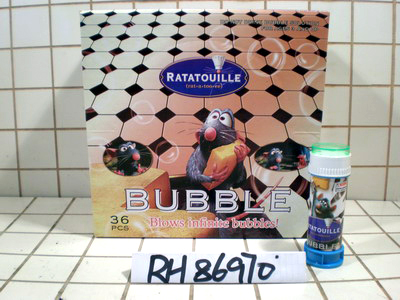 RATATOUILLE
(rat-a-too-ee)
BUBBLE
36
PCS
Blows infinite bubbles!
RATATOUILLE
BUBBLE
RH86970